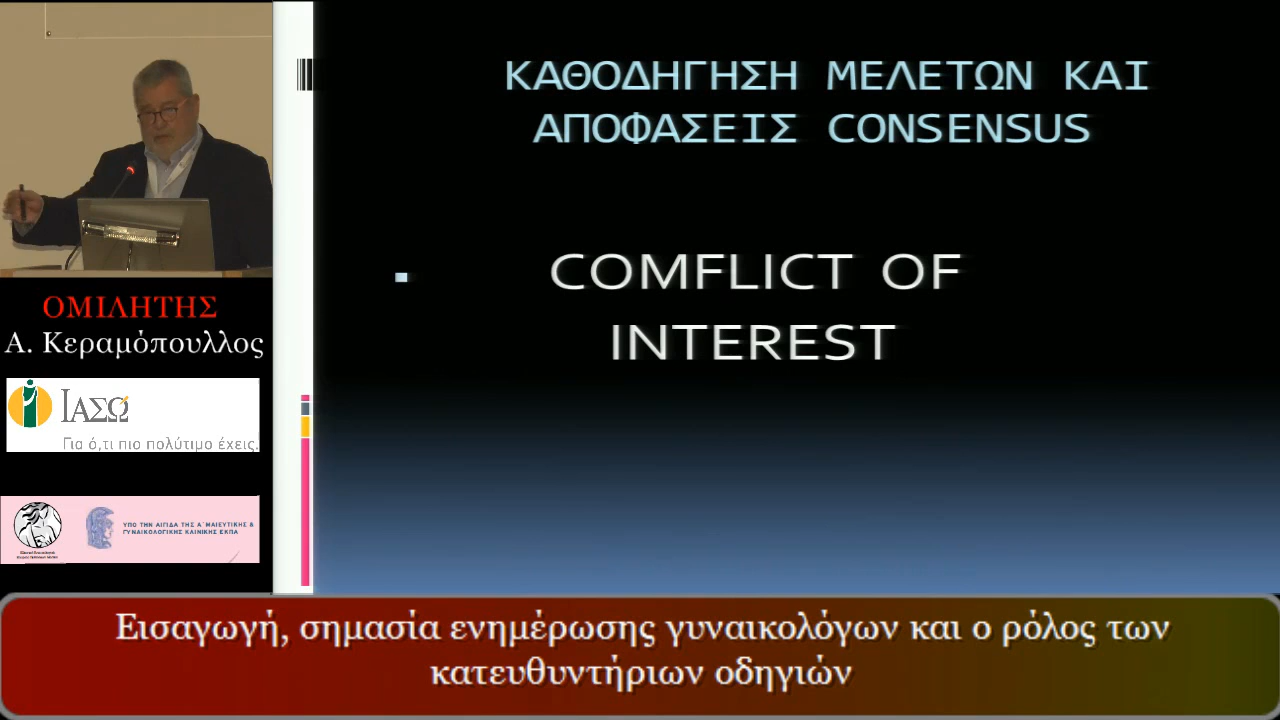 ΚΑΘΟΔΗΓΗΣΗ ΜΕΛΕΤΩΝ ΚΑΙ
ΑΠΟΦΑΣΕΙΣ CONSENSUS
COMFLICT OF
INTEREST
ΟΜΙΛΗΤΗΣ
Α. Κεραμόπουλλος
ΙΑΣΩ
Για ό,τι πιο πολύτιμο έχεις.
ΥΠΟ ΤΗΝ ΑΙΓΙΔΑ ΤΗΣ Α΄ ΜΑΙΕΥΤΙΚΗΣ &
ΓΥΝΑΙΚΟΛΟΓΙΚΗΣ ΚΛΙΝΙΚΗΣ ΕΚΠΑ
Εισαγωγή, σημασία ενημέρωσης γυναικολόγων και ο ρόλος των
κατευθυντήριων οδηγιών